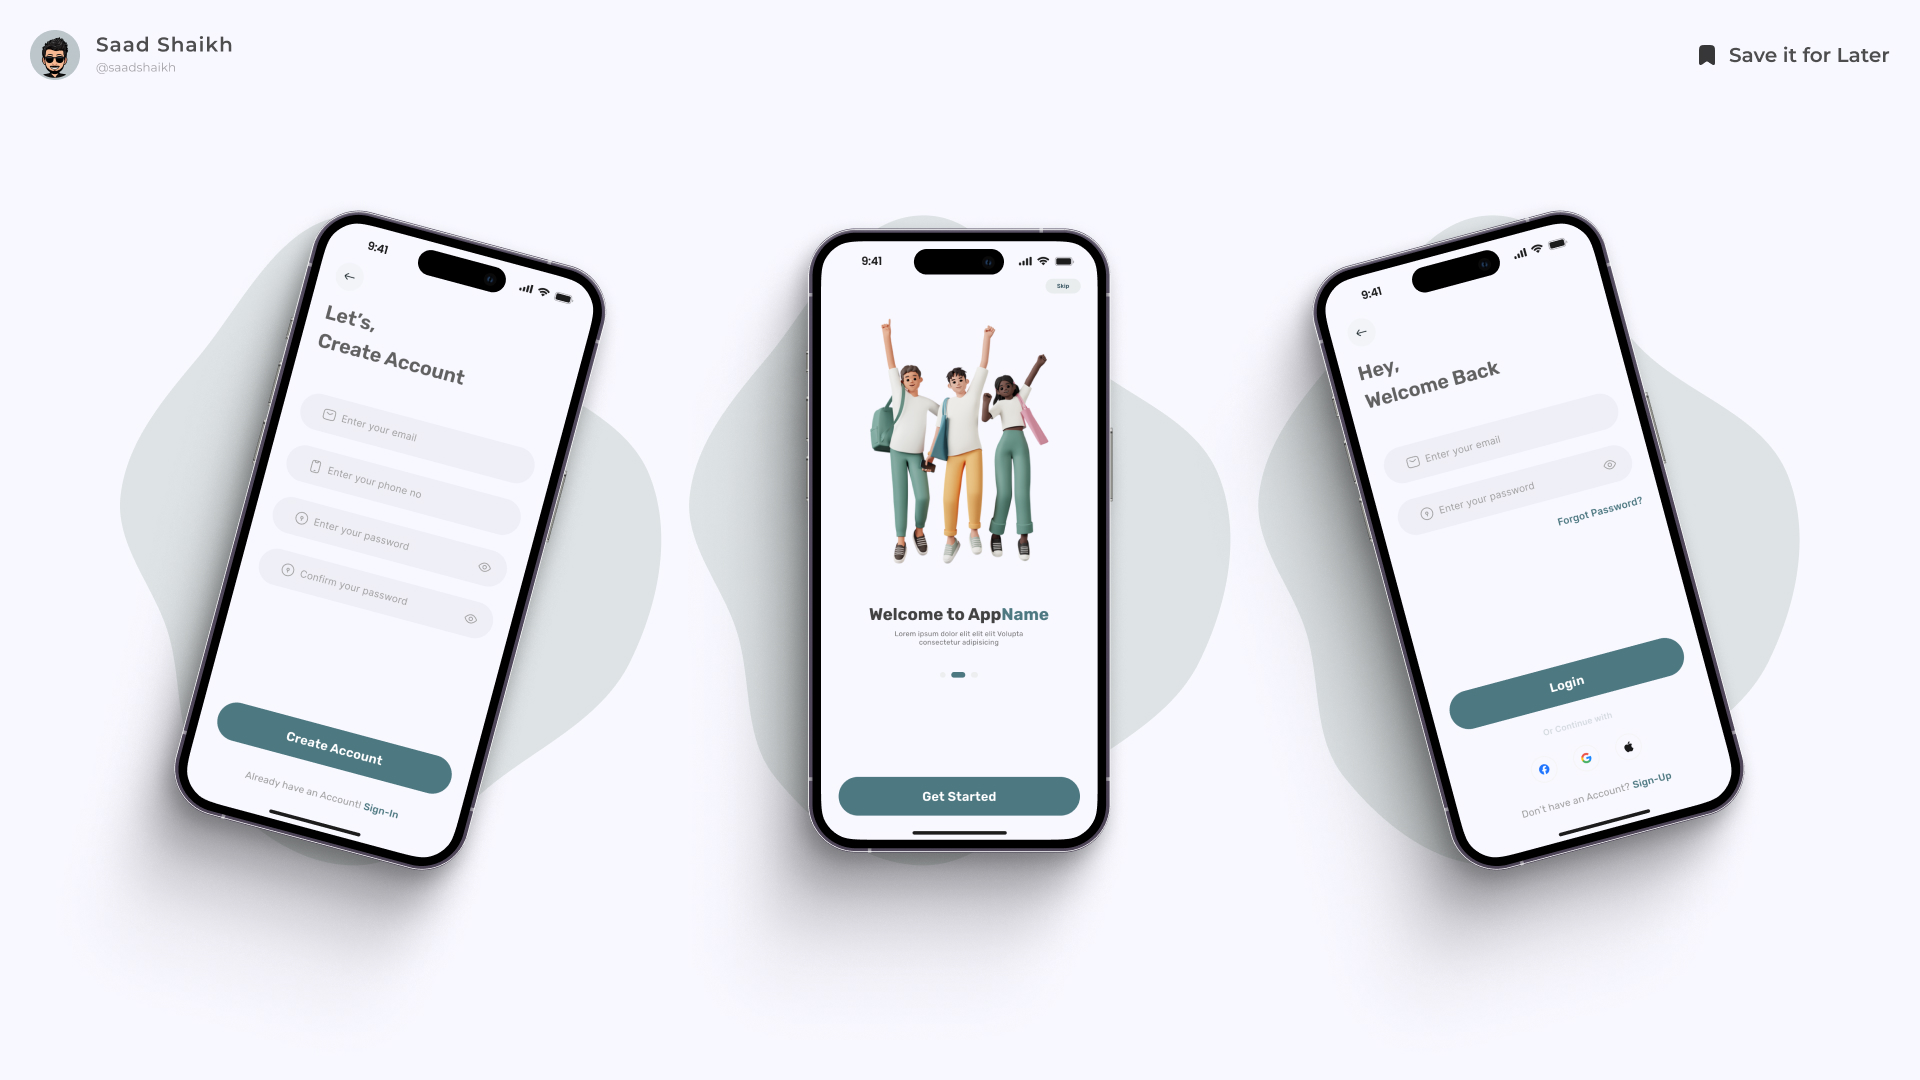 Saad Shaikh
@saadshaikh
Save it for Later
9:41
Let's,
Create Account
Enter your email
Enter your phone no
Enter your password
Confirm your password
Create Account
Already have an Account! Sign-In
9:41
Skip
Welcome to AppName
Lorem ipsum dolor elit elit elit Volupta
consectetur adipisicing
Get Started
9:41
Hey,
Welcome Back
Enter your email
Enter your password
Forgot Password?
Login
Or Continue with
Don't have an Account? Sign-Up